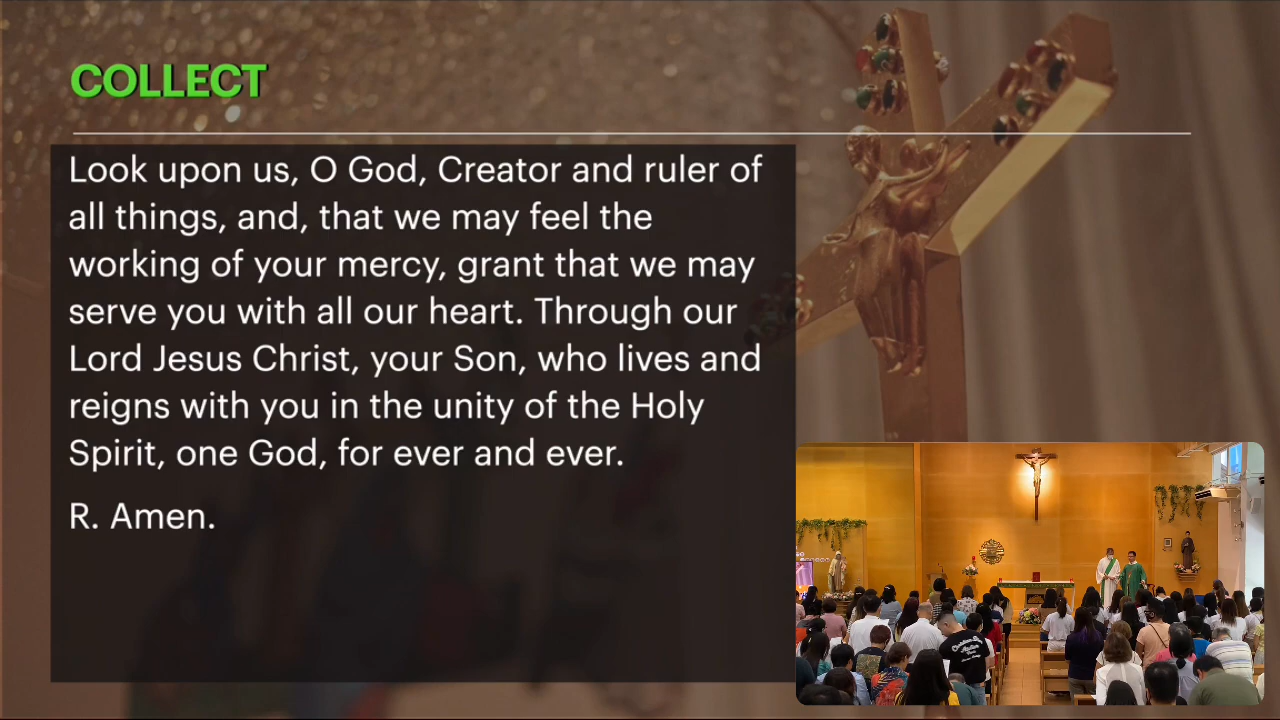 COLLECT
Look upon us, O God, Creator and ruler of
all things, and, that we may feel the
working of your mercy, grant that we may
serve you with all our heart. Through our
Lord Jesus Christ, your Son, who lives and
reigns with you in the unity of the Holy
Spirit, one God, for ever and ever.
R. Amen.